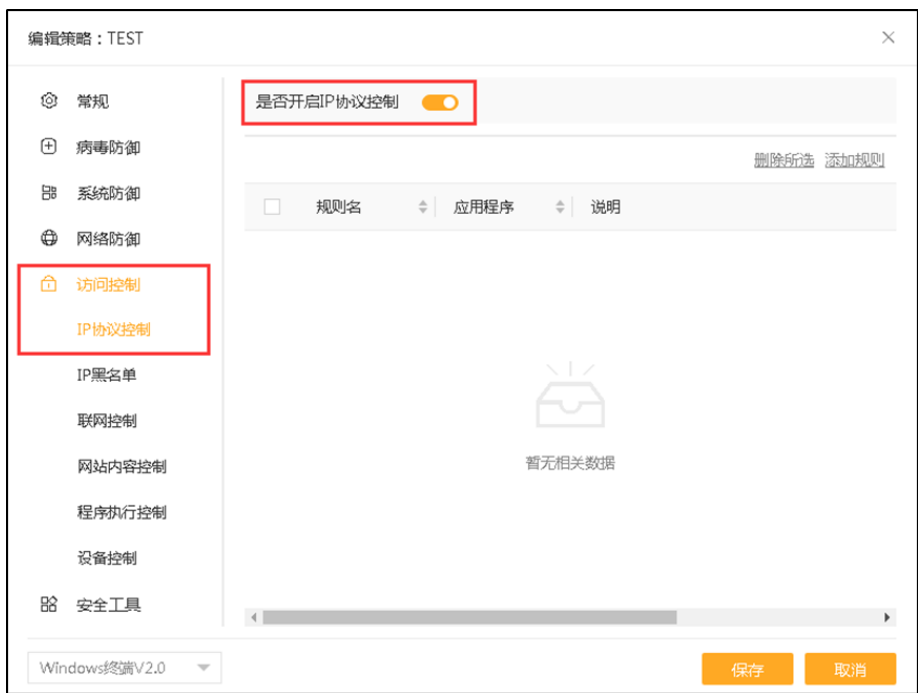 编辑策略：TEST
常规
病毒防御
系统防御
网络防御
访问控制
IP协议控制
IP黑名单
联网控制
网站内容控制
程序执行控制
设备控制
安全工具
是否开启IP协议控制
删除所选 添加规则
规则名 应用程序 说明
暂无相关数据
Windows终端V2.0
保存 取消